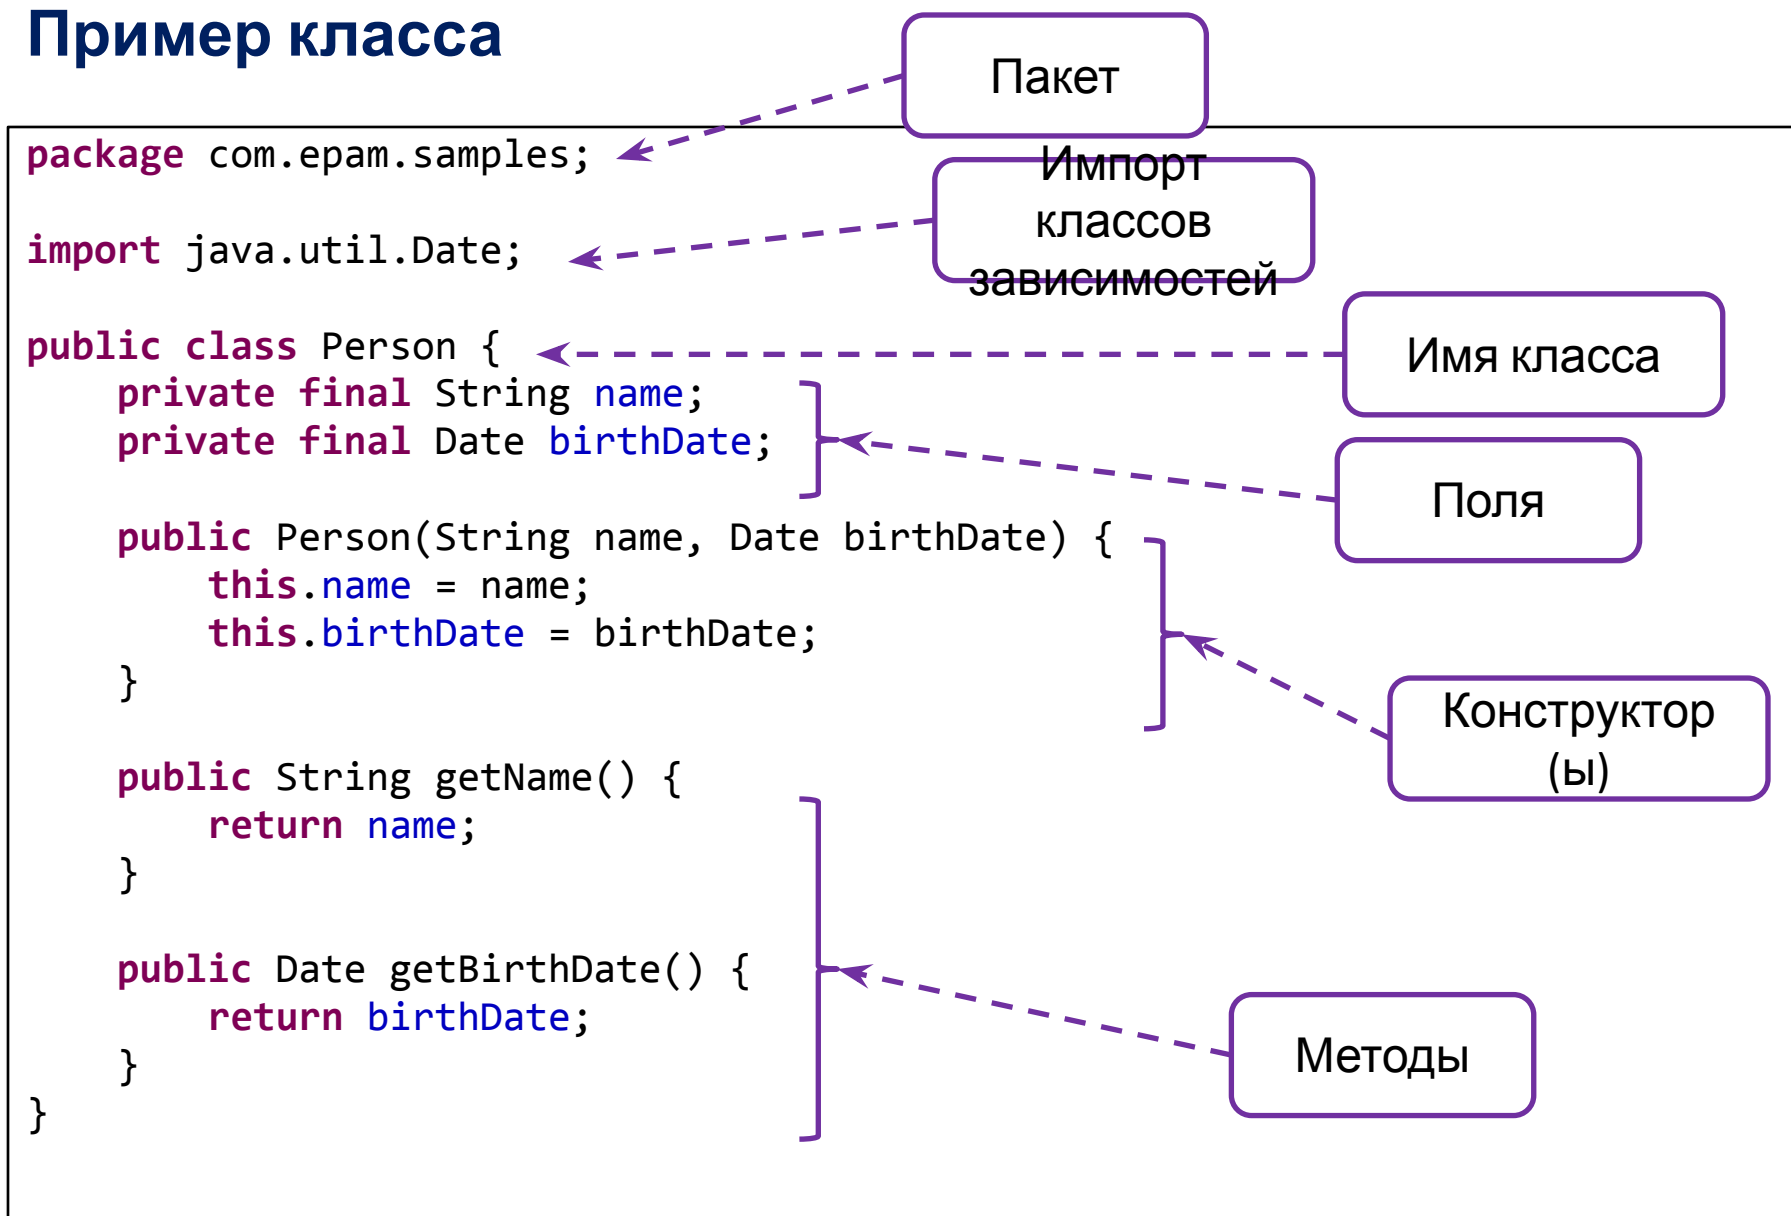 Пример класса
Пакет
package com.epam.samples;
Импорт
классов
зависимостей
import java.util.Date;
public class Person {
Имя класса
private final String name;
private final Date birthDate;
Поля
public Person(String name, Date birthDate) {
this.name = name;
this.birthDate = birthDate;
}
Конструктор
(ы)
public String getName() {
return name;
}
public Date getBirthDate() {
return birthDate;
}
Методы
}